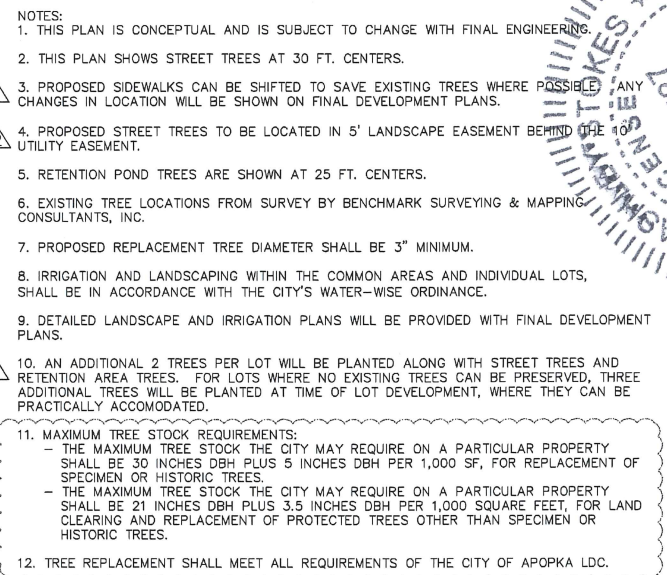 NOTES:
1. THIS PLAN IS CONCEPTUAL AND IS SUBJECT TO CHANGE WITH FINAL ENGINEERING.
2. THIS PLAN SHOWS STREET TREES AT 30 FT. CENTERS.
3. PROPOSED SIDEWALKS CAN BE SHIFTED TO SAVE EXISTING TREES WHERE POSSIBLE. ANY
CHANGES IN LOCATION WILL BE SHOWN ON FINAL DEVELOPMENT PLANS.
4. PROPOSED STREET TREES TO BE LOCATED IN 5' LANDSCAPE EASEMENT BEHIND THE 10'
UTILITY EASEMENT.
5. RETENTION POND TREES ARE SHOWN AT 25 FT. CENTERS.
6. EXISTING TREE LOCATIONS FROM SURVEY BY BENCHMARK SURVEYING & MAPPING
CONSULTANTS, INC.
7. PROPOSED REPLACEMENT TREE DIAMETER SHALL BE 3" MINIMUM.
8. IRRIGATION AND LANDSCAPING WITHIN THE COMMON AREAS AND INDIVIDUAL LOTS,
SHALL BE IN ACCORDANCE WITH THE CITY'S WATER-WISE ORDINANCE.
9. DETAILED LANDSCAPE AND IRRIGATION PLANS WILL BE PROVIDED WITH FINAL DEVELOPMENT
PLANS.
10. AN ADDITIONAL 2 TREES PER LOT WILL BE PLANTED ALONG WITH STREET TREES AND
RETENTION AREA TREES. FOR LOTS WHERE NO EXISTING TREES CAN BE PRESERVED, THREE
ADDITIONAL TREES WILL BE PLANTED AT TIME OF LOT DEVELOPMENT, WHERE THEY CAN BE
PRACTICALLY ACCOMODATED.
11. MAXIMUM TREE STOCK REQUIREMENTS:
- THE MAXIMUM TREE STOCK THE CITY MAY REQUIRE ON A PARTICULAR PROPERTY
SHALL BE 30 INCHES DBH PLUS 5 INCHES DBH PER 1,000 SF, FOR REPLACEMENT OF
SPECIMEN OR HISTORIC TREES.
- THE MAXIMUM TREE STOCK THE CITY MAY REQUIRE ON A PARTICULAR PROPERTY
SHALL BE 21 INCHES DBH PLUS 3.5 INCHES DBH PER 1,000 SQUARE FEET, FOR LAND
CLEARING AND REPLACEMENT OF PROTECTED TREES OTHER THAN SPECIMEN OR
HISTORIC TREES.
12. TREE REPLACEMENT SHALL MEET ALL REQUIREMENTS OF THE CITY OF APOPKA LDC.
STOKES